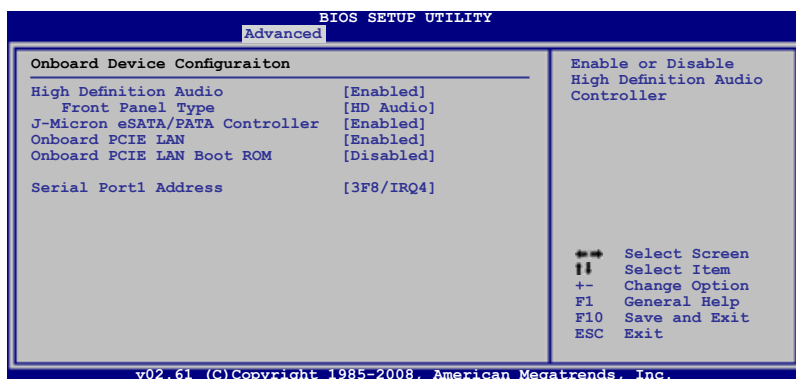 BIOS SETUP UTILITY
Advanced
Onboard Device Configuraiton
High Definition Audio [Enabled]
Front Panel Type [HD Audio]
J-Micron eSATA/PATA Controller [Enabled]
Onboard PCIE LAN [Enabled]
Onboard PCIE LAN Boot ROM [Disabled]
Serial Port1 Address [3F8/IRQ4]
Enable or Disable
High Definition Audio
Controller
←→ Select Screen
↑↓ Select Item
+- Change Option
F1 General Help
F10 Save and Exit
ESC Exit
v02.61 (C)Copyright 1985-2008, American Megatrends, Inc.